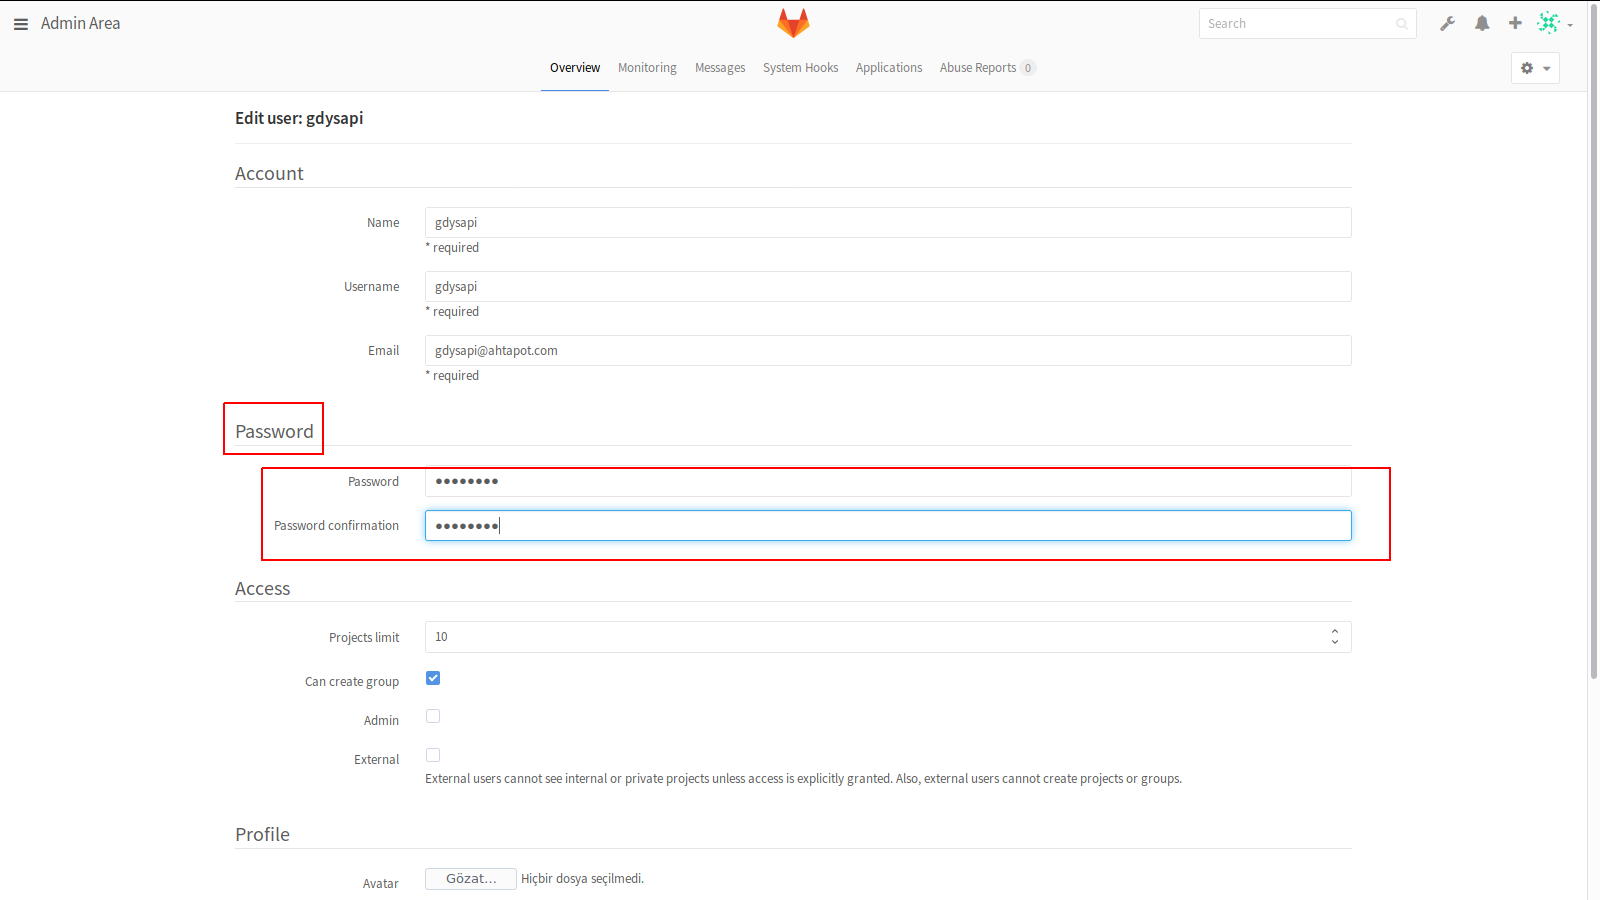 Admin Area
Search
Overview Monitoring Messages System Hooks Applications Abuse Reports 0
Edit user: gdysapi
Account
Name gdysapi
* required
Username gdysapi
* required
Email gdysapi@ahtapot.com
* required
Password
Password ●●●●●●●●
Password confirmation ●●●●●●●●
Access
Projects limit 10
Can create group
Admin
External
External users cannot see internal or private projects unless access is explicitly granted. Also, external users cannot create projects or groups.
Profile
Avatar Gözat... Hiçbir dosya seçilmedi.